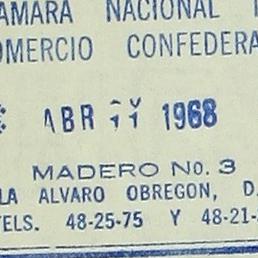 AMARA NACIONAL
OMERCIO CONFEDERA
ABR 1968
MADERO No. 3
LA ALVARO OBREGON, D.
TELS. 48-25-75 Y 48-21-